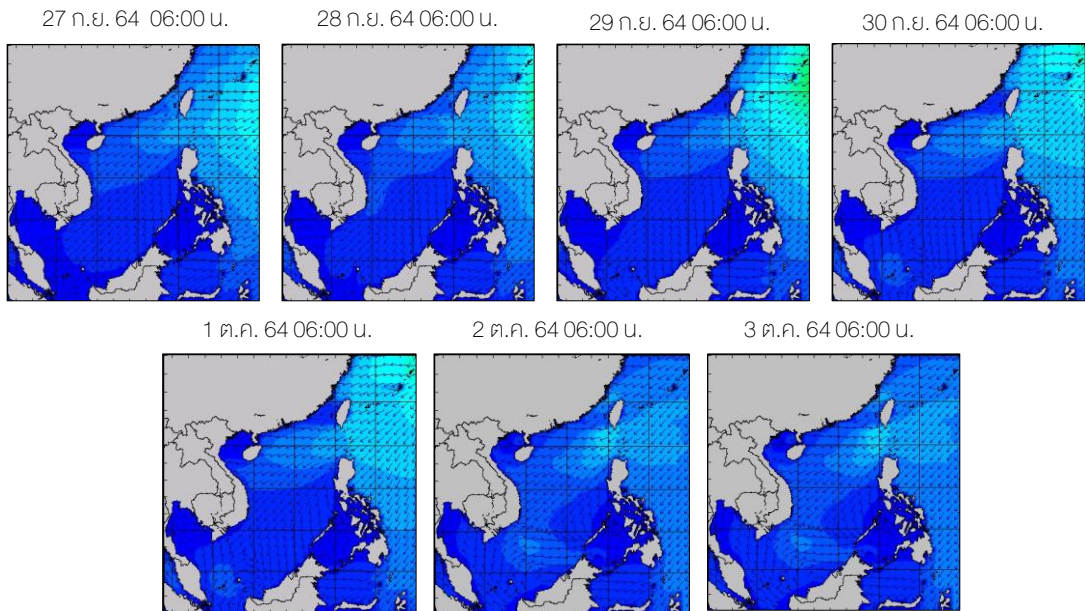 27 ก.ย. 64 06:00 น.
28 ก.ย. 64 06:00 น.
29 ก.ย. 64 06:00 น.
30 ก.ย. 64 06:00 น.
1 ต.ค. 64 06:00 น.
2 ต.ค. 64 06:00 น.
3 ต.ค. 64 06:00 น.